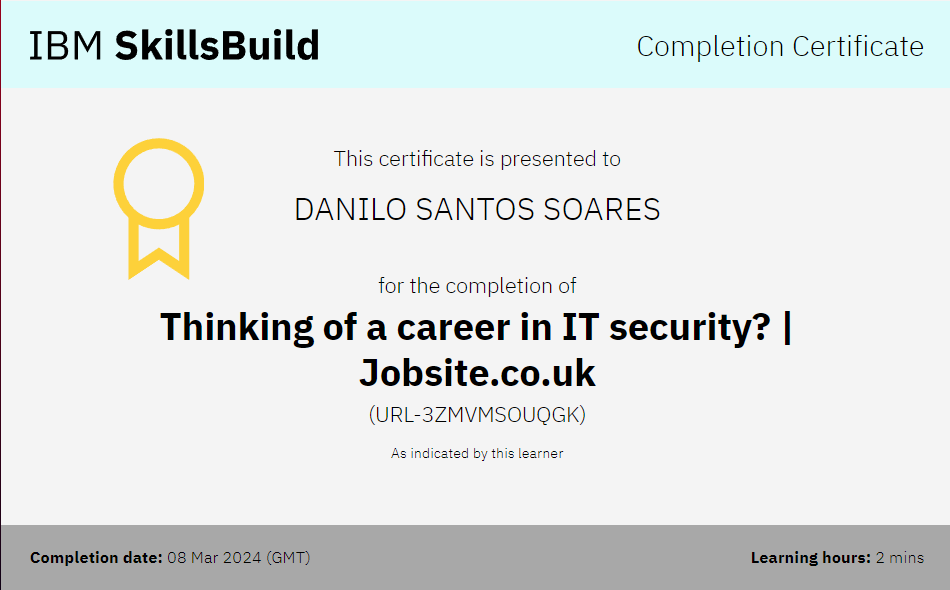 IBM SkillsBuild
Completion Certificate
This certificate is presented to
DANILO SANTOS SOARES
for the completion of
Thinking of a career in IT security? |
Jobsite.co.uk
(URL-3ZMVMSOUQGK)
As indicated by this learner
Completion date: 08 Mar 2024 (GMT)
Learning hours: 2 mins